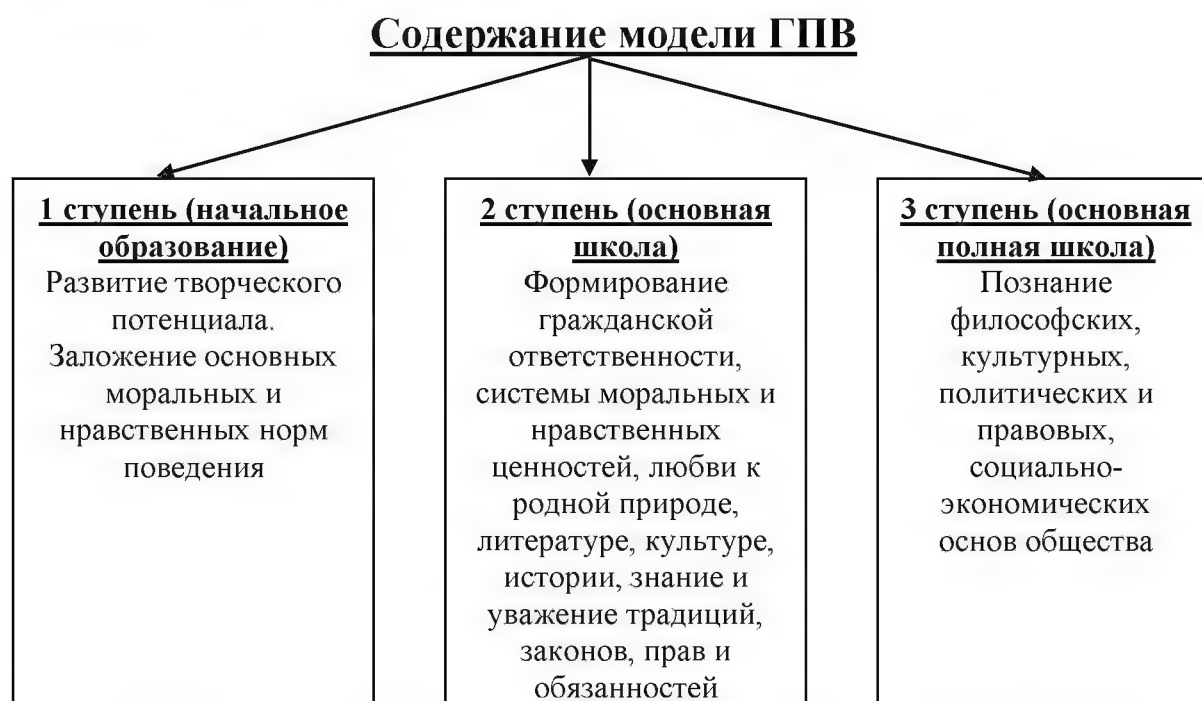 Содержание модели ГПВ
1 ступень (начальное
образование)
Развитие творческого
потенциала.
Заложение основных
моральных и
нравственных норм
поведения
2 ступень (основная
школа)
Формирование
гражданской
ответственности,
системы моральных и
нравственных
ценностей, любви к
родной природе,
литературе, культуре,
истории, знание и
уважение традиций,
законов, прав и
обязанностей
3 ступень (основная
полная школа)
Познание
философских,
культурных,
политических и
правовых,
социально-
экономических
основ общества